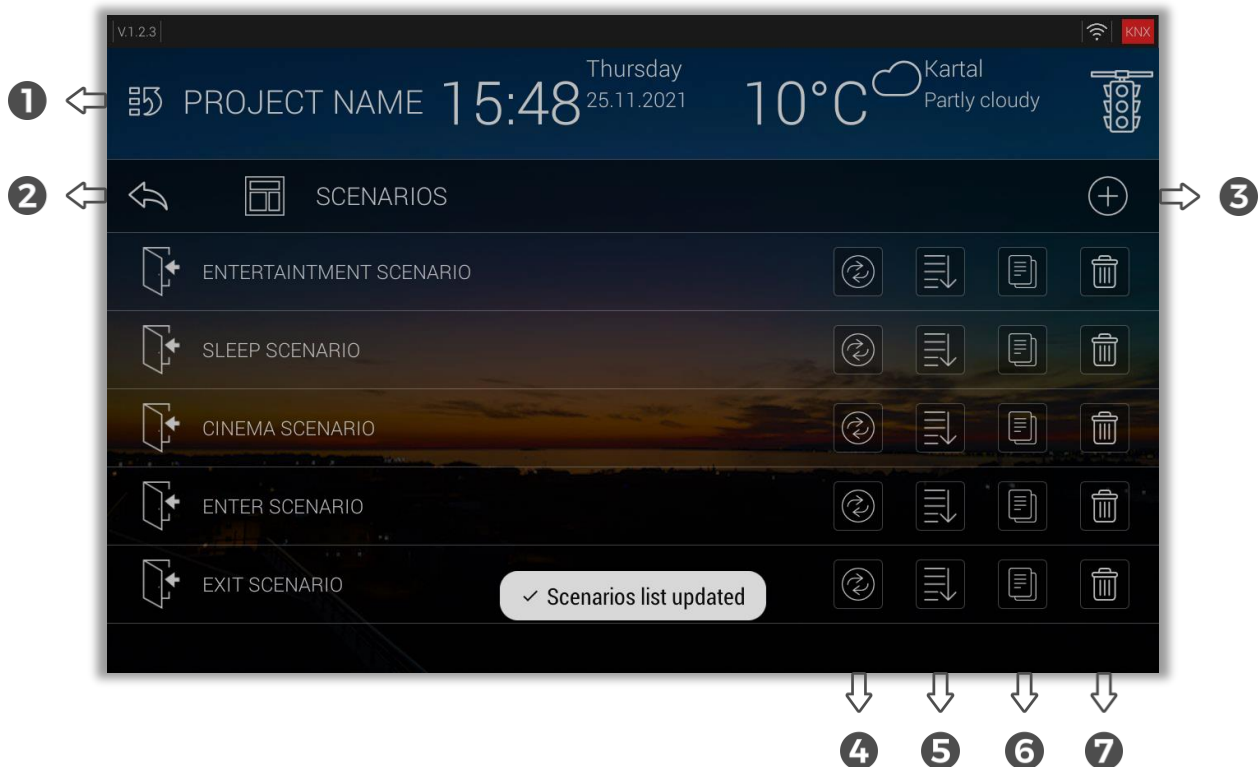 V.1.2.3
KNX
1
PROJECT NAME
15:48
Thursday
25.11.2021
10°C
Kartal
Partly cloudy
2
SCENARIOS
3
ENTERTAINTMENT SCENARIO
SLEEP SCENARIO
CINEMA SCENARIO
ENTER SCENARIO
EXIT SCENARIO
✓ Scenarios list updated
4
5
6
7